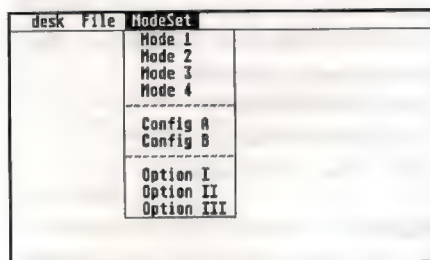 desk File ModeSet
Mode 1
Mode 2
Mode 3
Mode 4
Config A
Config B
Option I
Option II
Option III